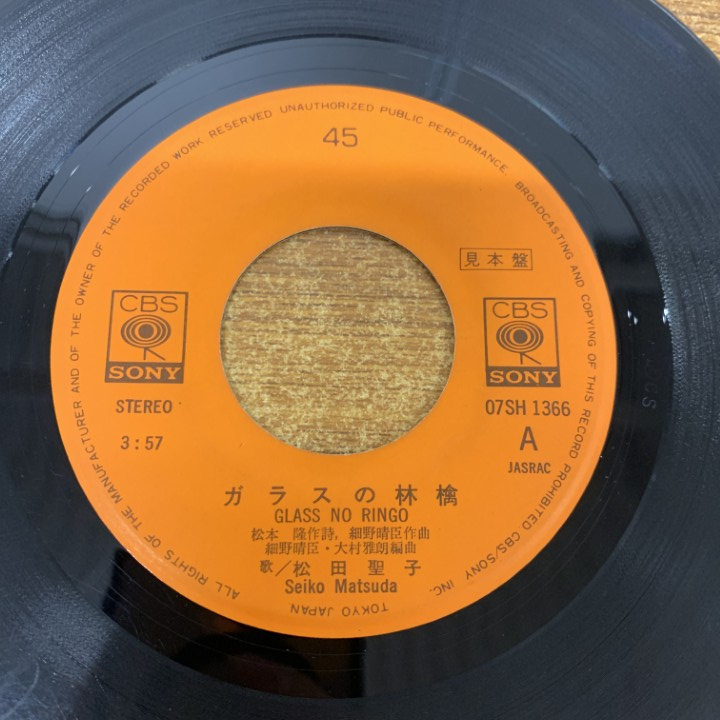 ALL RIGHTS OF THE MANUFACTURER AND OF THE OWNER OF THE RECORDED WORK RESERVED UNAUTHORIZED PUBLIC PERFORMANCE. BROADCASTING AND COPYING OF THIS RECORD PROHIBITED CBS/SONY INC.
TOKYO JAPAN
45
見本盤
CBS
SONY
CBS
SONY
STEREO
07SH 1366
3:57
A
JASRAC
ガラスの林檎
GLASS NO RINGO
松本 隆作詩, 細野晴臣作曲
細野晴臣・大村雅朗編曲
歌/松田聖子
Seiko Matsuda